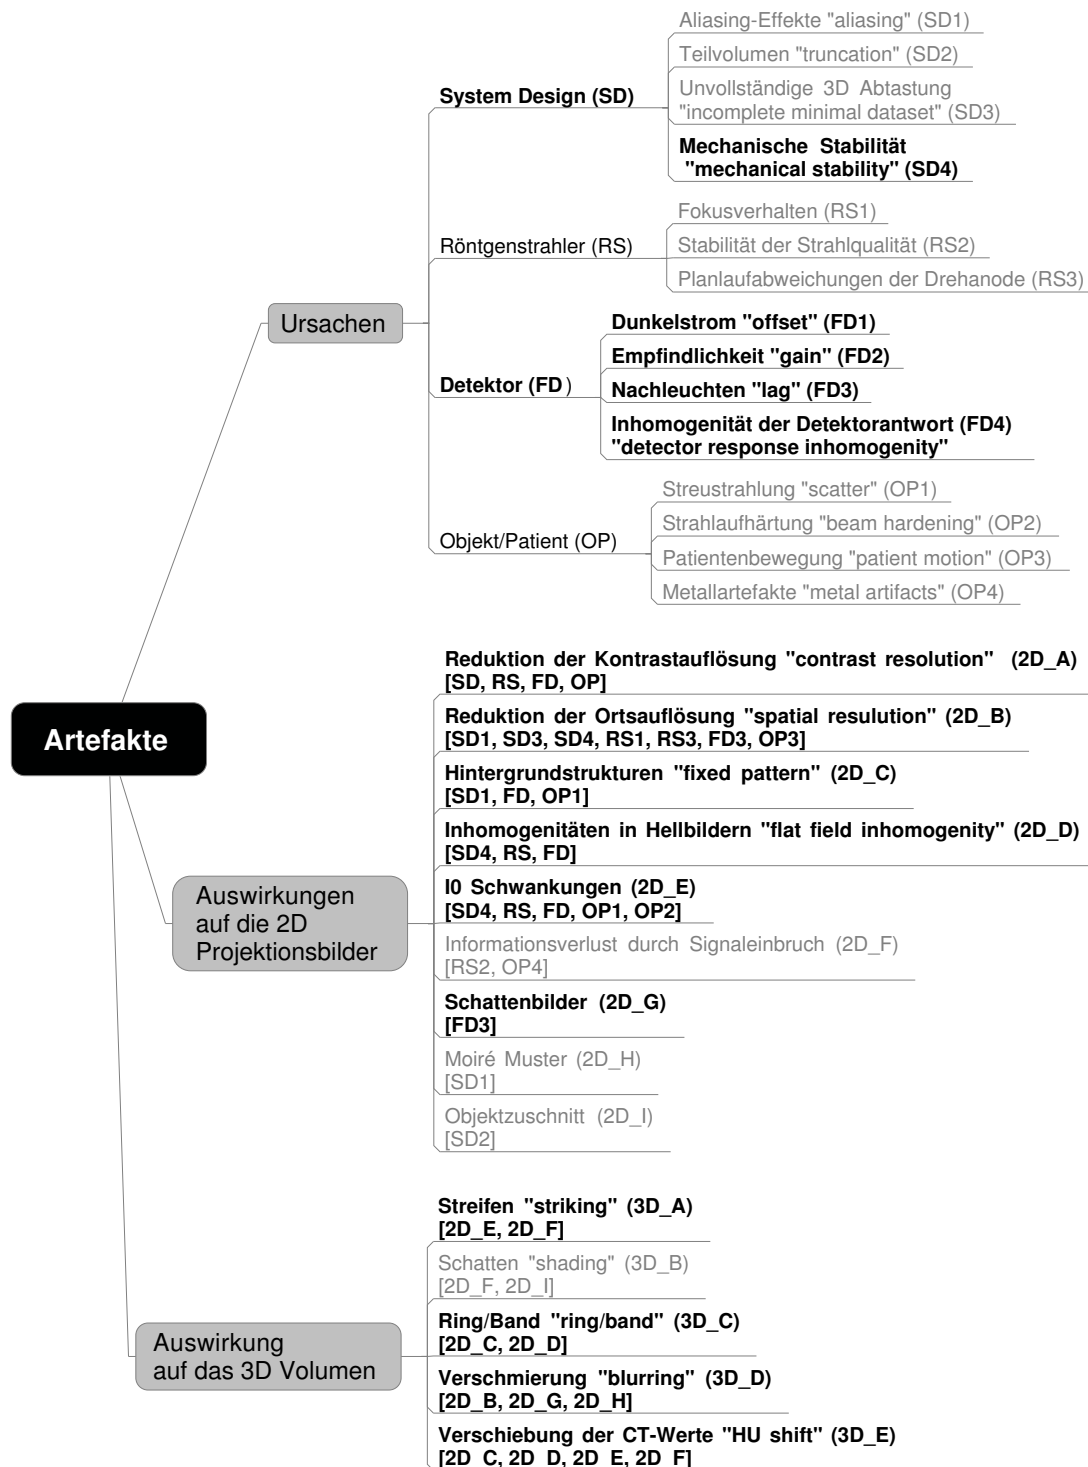 Aliasing-Effekte "aliasing" (SD1)
Teilvolumen "truncation" (SD2)
System Design (SD)
Unvollständige 3D Abtastung
"incomplete minimal dataset" (SD3)
Mechanische Stabilität
"mechanical stability" (SD4)
Fokusverhalten (RS1)
Röntgenstrahler (RS)
Stabilität der Strahlqualität (RS2)
Planlaufabweichungen der Drehanode (RS3)
Ursachen
Dunkelstrom "offset" (FD1)
Empfindlichkeit "gain" (FD2)
Detektor (FD)
Nachleuchten "lag" (FD3)
Inhomogenität der Detektorantwort (FD4)
"detector response inhomogenity"
Streustrahlung "scatter" (OP1)
Strahlaufhärtung "beam hardening" (OP2)
Objekt/Patient (OP)
Patientenbewegung "patient motion" (OP3)
Metallartefakte "metal artifacts" (OP4)
Artefakte
Reduktion der Kontrastauflösung "contrast resolution" (2D_A)
[SD, RS, FD, OP]
Reduktion der Ortsauflösung "spatial resulution" (2D_B)
[SD1, SD3, SD4, RS1, RS3, FD3, OP3]
Hintergrundstrukturen "fixed pattern" (2D_C)
[SD1, FD, OP1]
Inhomogenitäten in Hellbildern "flat field inhomogenity" (2D_D)
[SD4, RS, FD]
Auswirkungen
auf die 2D
Projektionsbilder
I0 Schwankungen (2D_E)
[SD4, RS, FD, OP1, OP2]
Informationsverlust durch Signaleinbruch (2D_F)
[RS2, OP4]
Schattenbilder (2D_G)
[FD3]
Moiré Muster (2D_H)
[SD1]
Objektzuschnitt (2D_I)
[SD2]
Streifen "striking" (3D_A)
[2D_E, 2D_F]
Schatten "shading" (3D_B)
[2D_F, 2D_I]
Auswirkung
auf das 3D Volumen
Ring/Band "ring/band" (3D_C)
[2D_C, 2D_D]
Verschmierung "blurring" (3D_D)
[2D_B, 2D_G, 2D_H]
Verschiebung der CT-Werte "HU shift" (3D_E)
[2D_C, 2D_D, 2D_E, 2D_F]